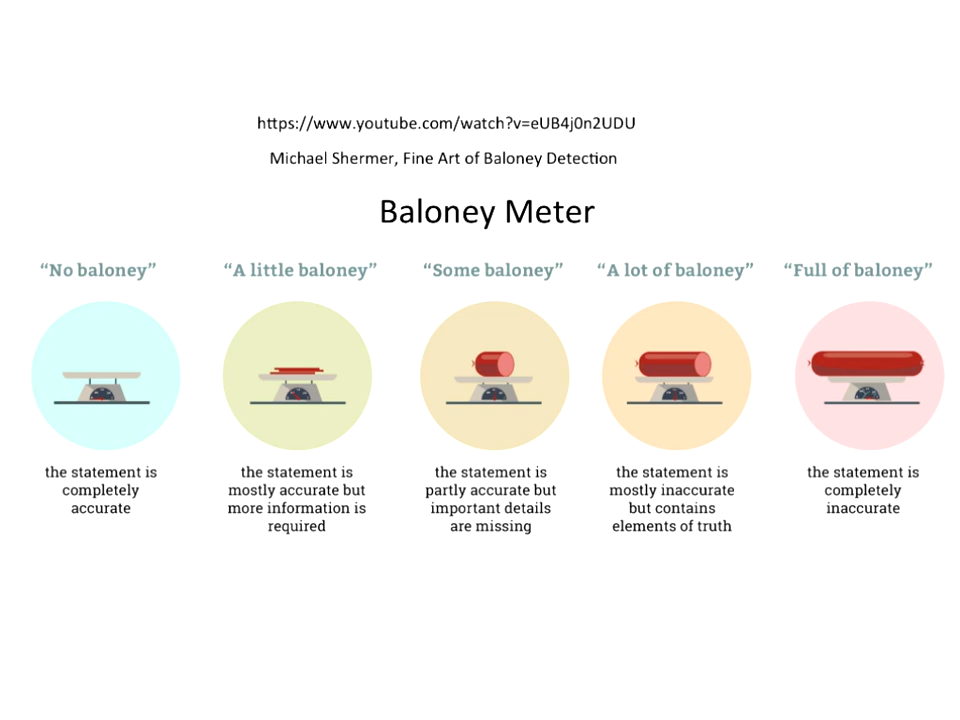 https://www.youtube.com/watch?v=eUB4j0n2UDU
Michael Shermer, Fine Art of Baloney Detection
Baloney Meter
“No baloney”
the statement is
completely
accurate
“A little baloney”
the statement is
mostly accurate but
more information is
required
“Some baloney”
the statement is
partly accurate but
important details
are missing
“A lot of baloney”
the statement is
mostly inaccurate
but contains
elements of truth
“Full of baloney”
the statement is
completely
inaccurate